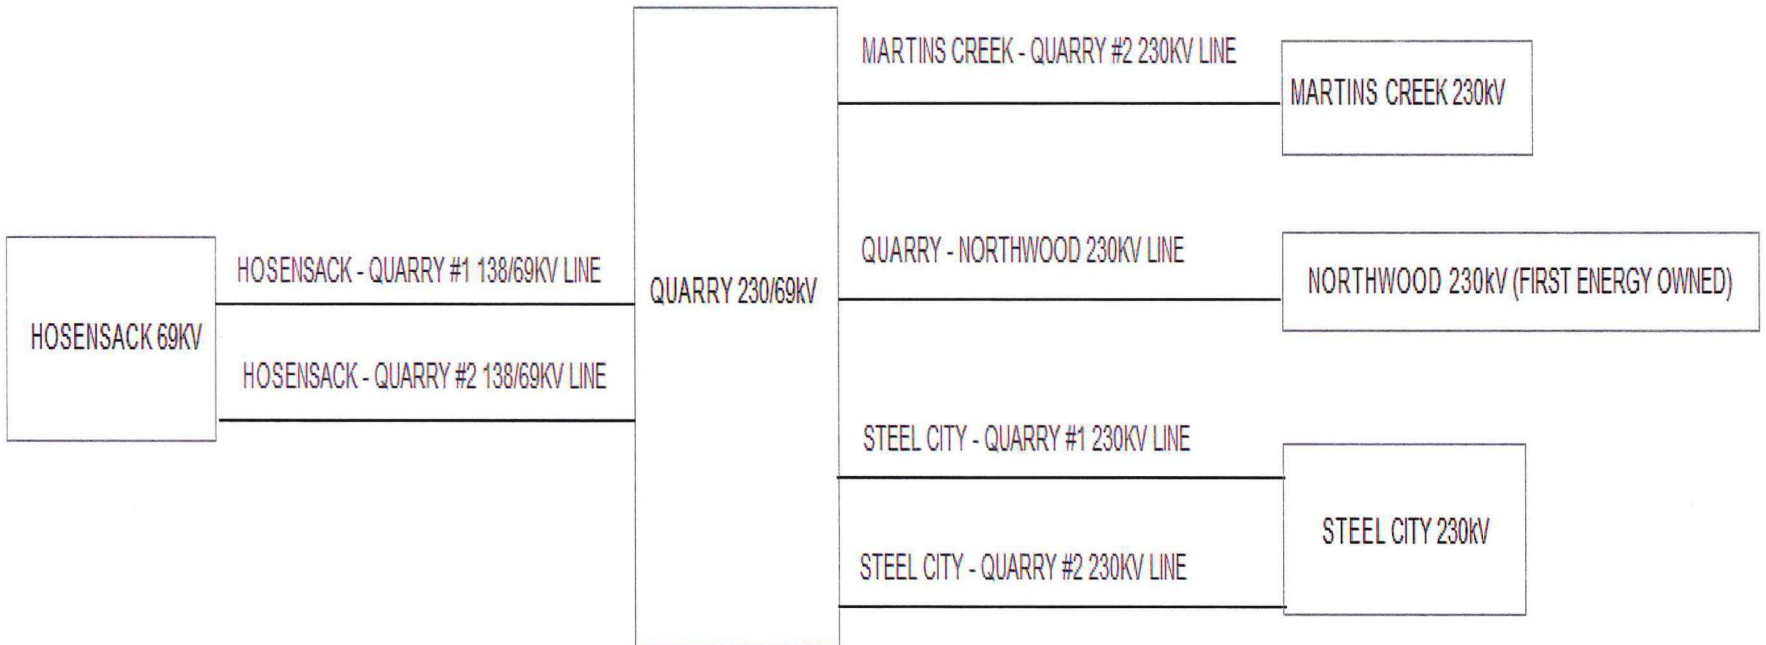 HOSENSACK 69KV
HOSENSACK - QUARRY #1 138/69KV LINE
HOSENSACK - QUARRY #2 138/69KV LINE
QUARRY 230/69kV
MARTINS CREEK - QUARRY #2 230KV LINE
MARTINS CREEK 230kV
QUARRY - NORTHWOOD 230KV LINE
NORTHWOOD 230kV (FIRST ENERGY OWNED)
STEEL CITY - QUARRY #1 230KV LINE
STEEL CITY - QUARRY #2 230KV LINE
STEEL CITY 230kV